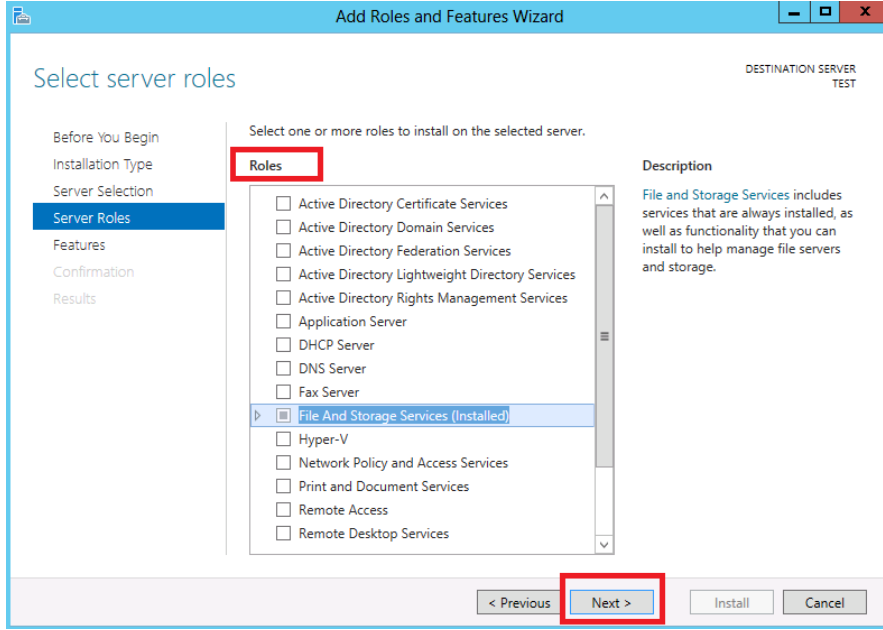 Add Roles and Features Wizard
Select server roles
DESTINATION SERVER
TEST
Before You Begin
Installation Type
Server Selection
Server Roles
Features
Confirmation
Results
Select one or more roles to install on the selected server.
Roles
Active Directory Certificate Services
Active Directory Domain Services
Active Directory Federation Services
Active Directory Lightweight Directory Services
Active Directory Rights Management Services
Application Server
DHCP Server
DNS Server
Fax Server
File And Storage Services (Installed)
Hyper-V
Network Policy and Access Services
Print and Document Services
Remote Access
Remote Desktop Services
Description
File and Storage Services includes
services that are always installed, as
well as functionality that you can
install to help manage file servers
and storage.
< Previous
Next >
Install
Cancel